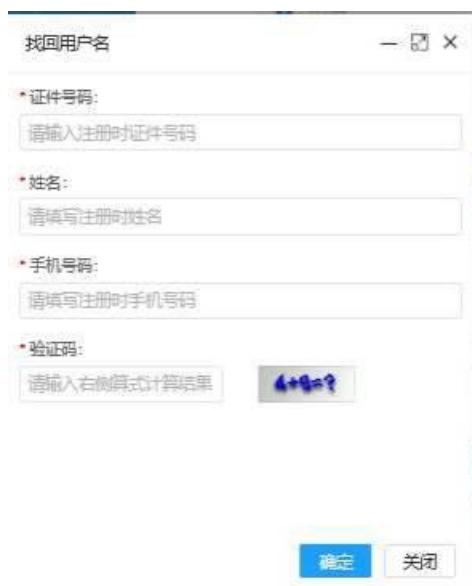 找回用户名
*证件号码:
请输入注册时证件号码
*姓名:
请填写注册时姓名
*手机号码:
请填写注册时手机号码
*验证码:
请输入右侧算式计算结果
4+9=?
确定 关闭